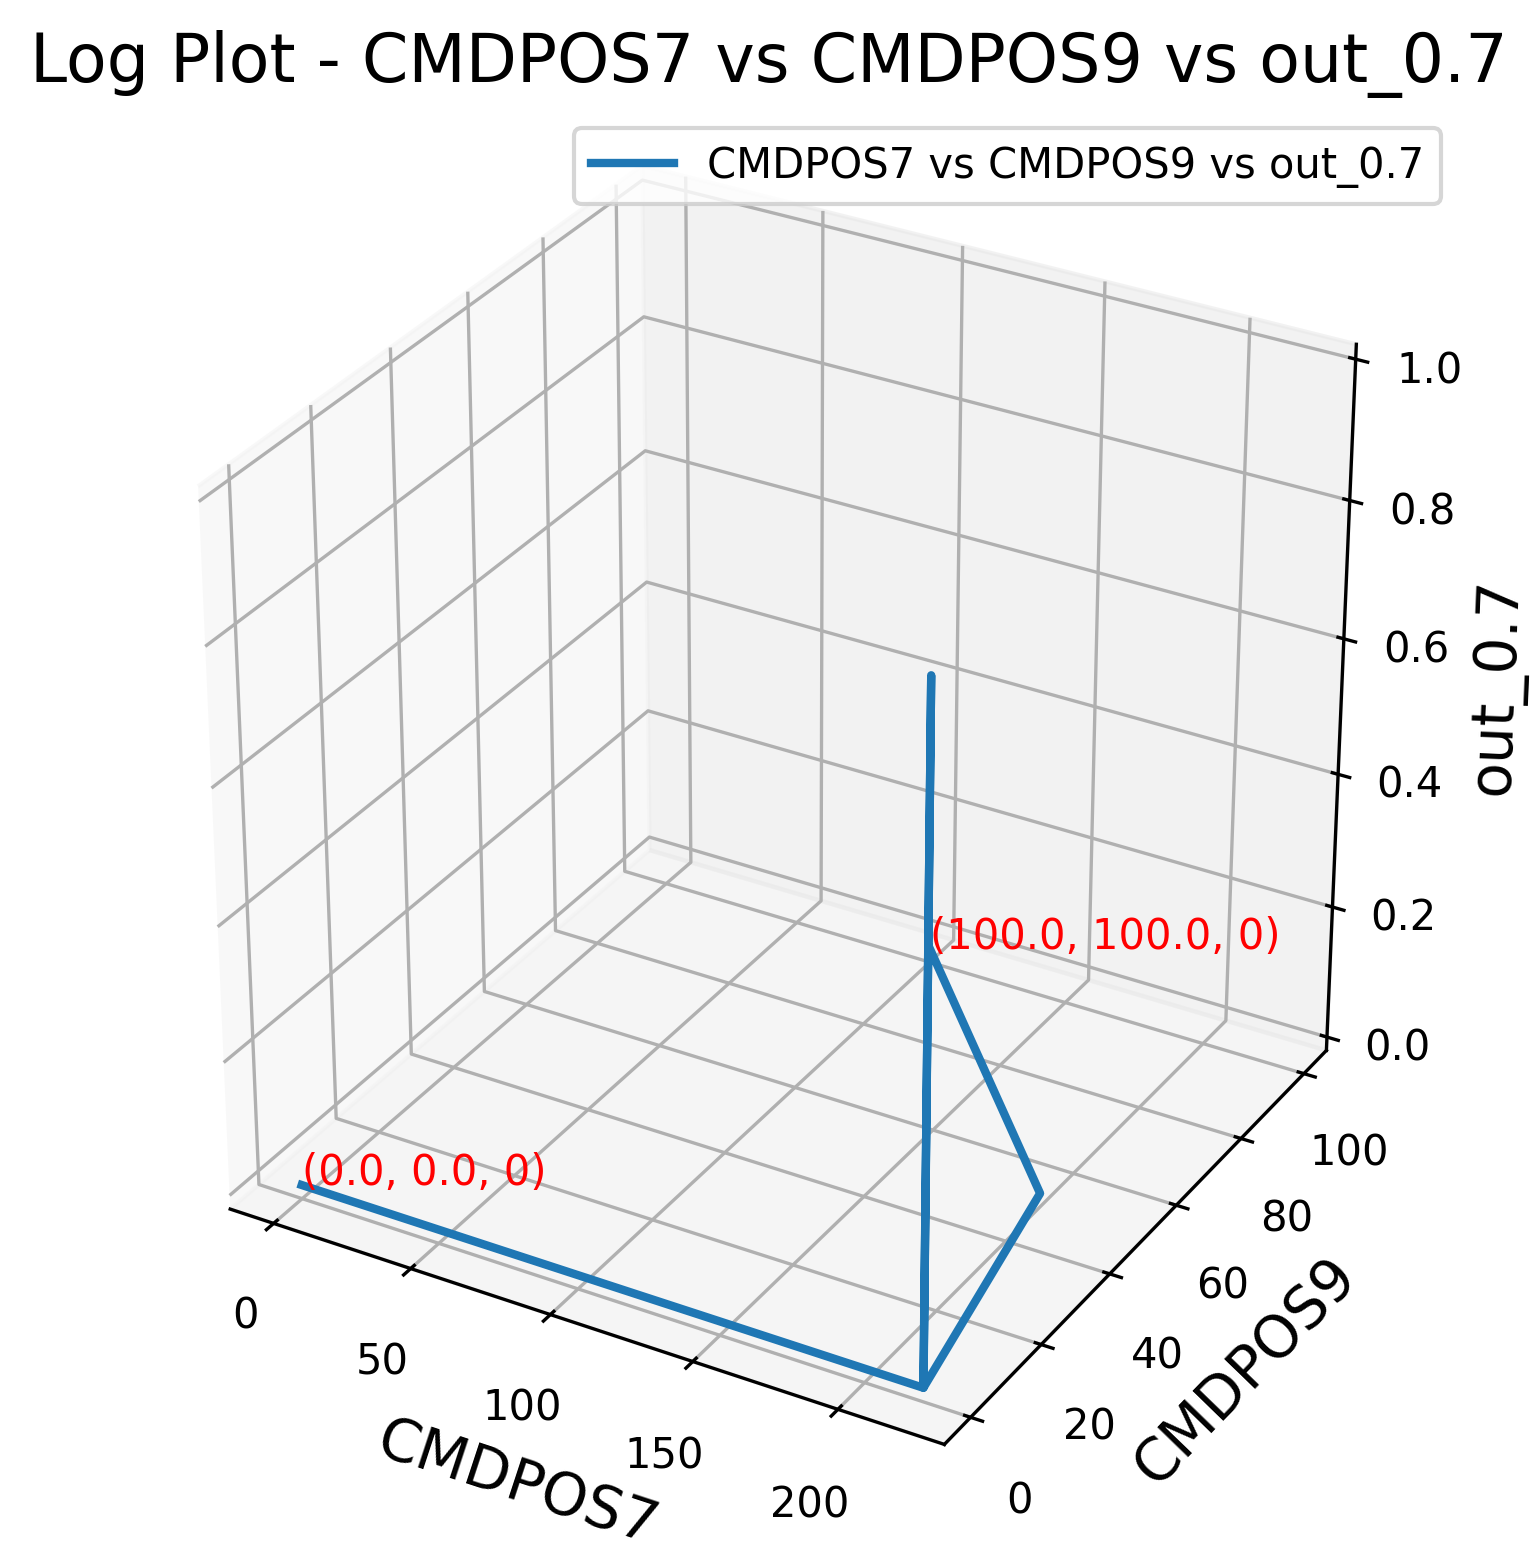 Log Plot - CMDPOS7 vs CMDPOS9 vs out_0.7
CMDPOS7 vs CMDPOS9 vs out_0.7
1.0
0.8
0.6
0.4
0.2
0.0
out_0.7
(100.0, 100.0, 0)
(0.0, 0.0, 0)
0
50
100
150
200
CMDPOS7
0
20
40
60
80
100
CMDPOS9